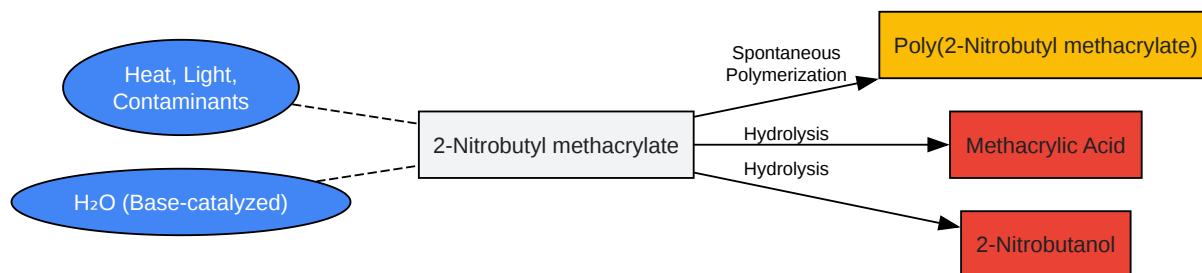 Heat, Light,
Contaminants
H₂O (Base-catalyzed)
2-Nitrobutyl methacrylate
Spontaneous
Polymerization
Hydrolysis
Hydrolysis
Poly(2-Nitrobutyl methacrylate)
Methacrylic Acid
2-Nitrobutanol